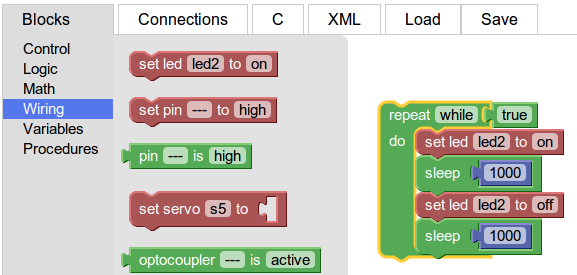 Blocks Connections C XML Load Save
Control
Logic
Math
Wiring
Variables
Procedures
set led led2 to on
set pin --- to high
pin --- is high
set servo s5 to
optocoupler --- is active
repeat while true
do set led led2 to on
sleep 1000
set led led2 to off
sleep 1000